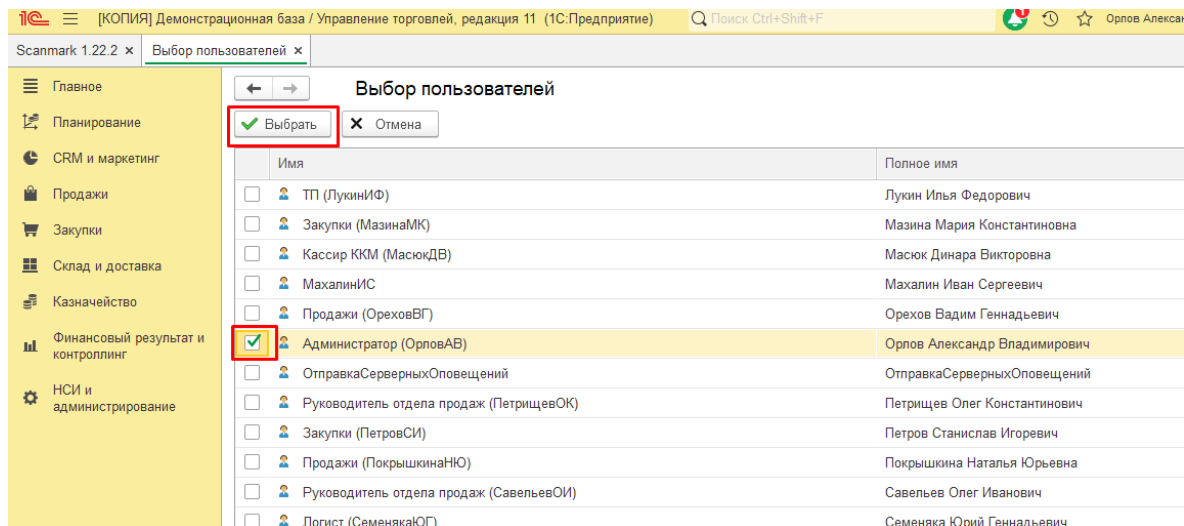 1С [КОПИЯ] Демонстрационная база / Управление торговлей, редакция 11 (1С:Предприятие) Поиск Ctrl+Shift+F Орлов Алексан
Scanmark 1.22.2 × Выбор пользователей ×
Главное
Планирование
CRM и маркетинг
Продажи
Закупки
Склад и доставка
Казначейство
Финансовый результат и
контроллинг
НСИ и
администрирование
Выбор пользователей
Выбрать Отмена
Имя Полное имя
ТП (ЛукинИФ) Лукин Илья Федорович
Закупки (МазинаМК) Мазина Мария Константиновна
Кассир ККМ (МасюкДВ) Масюк Динара Викторовна
МахалинИС Махалин Иван Сергеевич
Продажи (ОреховВГ) Орехов Вадим Геннадьевич
Администратор (ОрловАВ) Орлов Александр Владимирович
ОтправкаСерверныхОповещений ОтправкаСерверныхОповещений
Руководитель отдела продаж (ПетрищевОК) Петрищев Олег Константинович
Закупки (ПетровСИ) Петров Станислав Игоревич
Продажи (ПокрышкинаНЮ) Покрышкина Наталья Юрьевна
Руководитель отдела продаж (СавельевОИ) Савельев Олег Иванович
Логист (СеменякаЮГ) Семеняка Юрий Геннадьевич